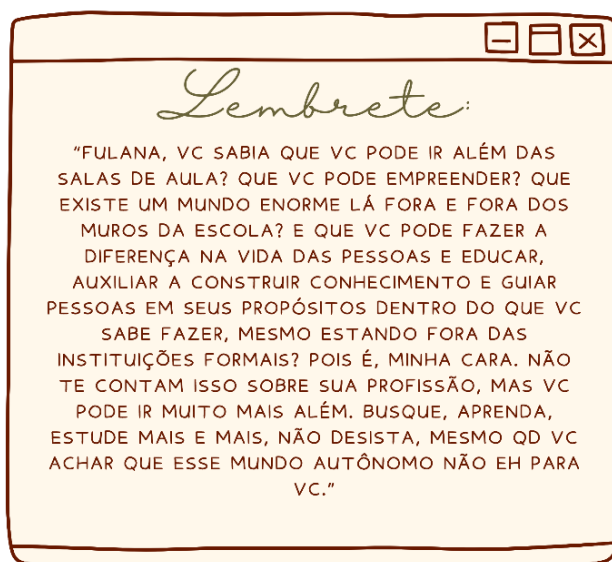 Lembrete:
"FULANA, VC SABIA QUE VC PODE IR ALÉM DAS
SALAS DE AULA? QUE VC PODE EMPREENDER? QUE
EXISTE UM MUNDO ENORME LÁ FORA E FORA DOS
MUROS DA ESCOLA? E QUE VC PODE FAZER A
DIFERENÇA NA VIDA DAS PESSOAS E EDUCAR,
AUXILIAR A CONSTRUIR CONHECIMENTO E GUIAR
PESSOAS EM SEUS PROPÓSITOS DENTRO DO QUE VC
SABE FAZER, MESMO ESTANDO FORA DAS
INSTITUIÇÕES FORMAIS? POIS É, MINHA CARA. NÃO
TE CONTAM ISSO SOBRE SUA PROFISSÃO, MAS VC
PODE IR MUITO MAIS ALÉM. BUSQUE, APRENDA,
ESTUDE MAIS E MAIS, NÃO DESISTA, MESMO QD VC
ACHAR QUE ESSE MUNDO AUTÔNOMO NÃO EH PARA
VC."